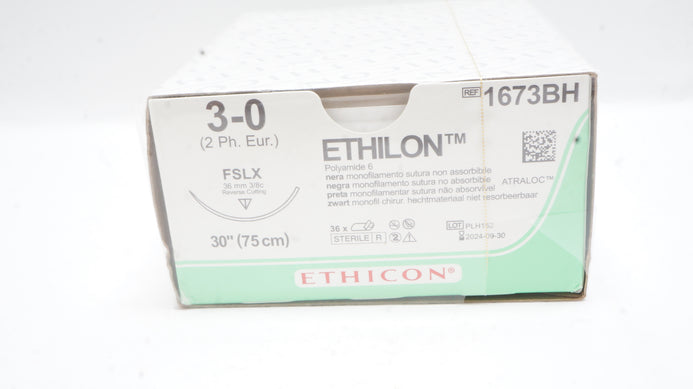 3-0
(2 Ph. Eur.)
FSLX
36 mm 3/8c
Reverse Cutting
30" (75 cm)
REF 1673BH
ETHILON™
Polyamide 6
nera monofilamento sutura non assorbibile
negra monofilamento sutura no absorbible
preta monofilamentar sutura não absorvível
zwart monofil chirur. hechtmateriaal niet resorbeerbaar
ATRALOC™
36 x
STERILE R
2
LOT PLH152
2024-09-30
ETHICON®